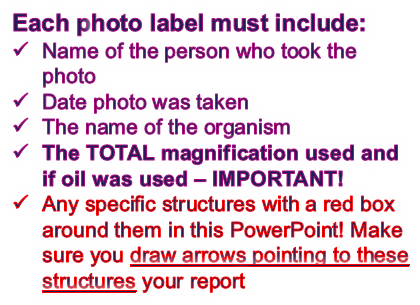 Each photo label must include:
✓ Name of the person who took the
photo
✓ Date photo was taken
✓ The name of the organism
✓ The TOTAL magnification used and
if oil was used – IMPORTANT!
✓ Any specific structures with a red box
around them in this PowerPoint! Make
sure you draw arrows pointing to these
structures your report